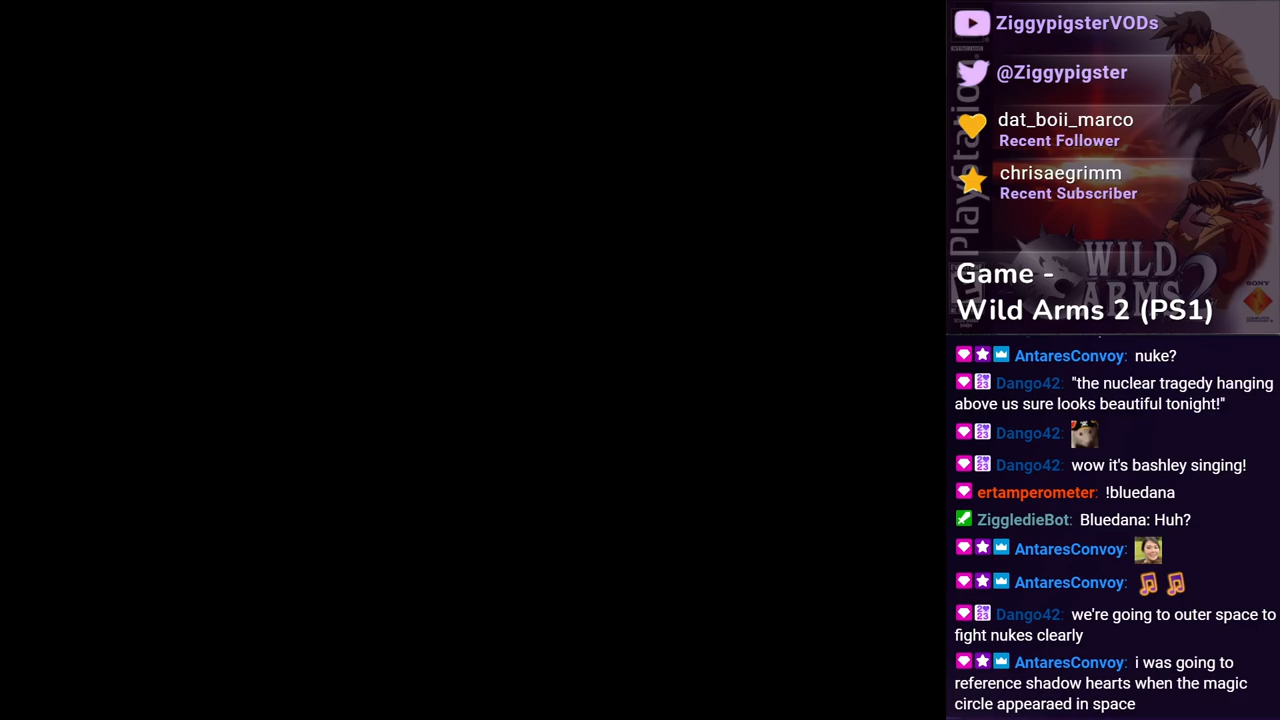 ZiggypigsterVODs
@Ziggypigster
dat_boii_marco
Recent Follower
chrisaegrimm
Recent Subscriber
PlayStation
WILD
ARMS 2
SONY
Game -
Wild Arms 2 (PS1)
AntaresConvoy: nuke?
Dango42: "the nuclear tragedy hanging
above us sure looks beautiful tonight!"
Dango42:
Dango42: wow it's bashley singing!
ertamperometer: !bluedana
ZiggledieBot: Bluedana: Huh?
AntaresConvoy:
AntaresConvoy:
Dango42: we're going to outer space to
fight nukes clearly
AntaresConvoy: i was going to
reference shadow hearts when the magic
circle appearaed in space